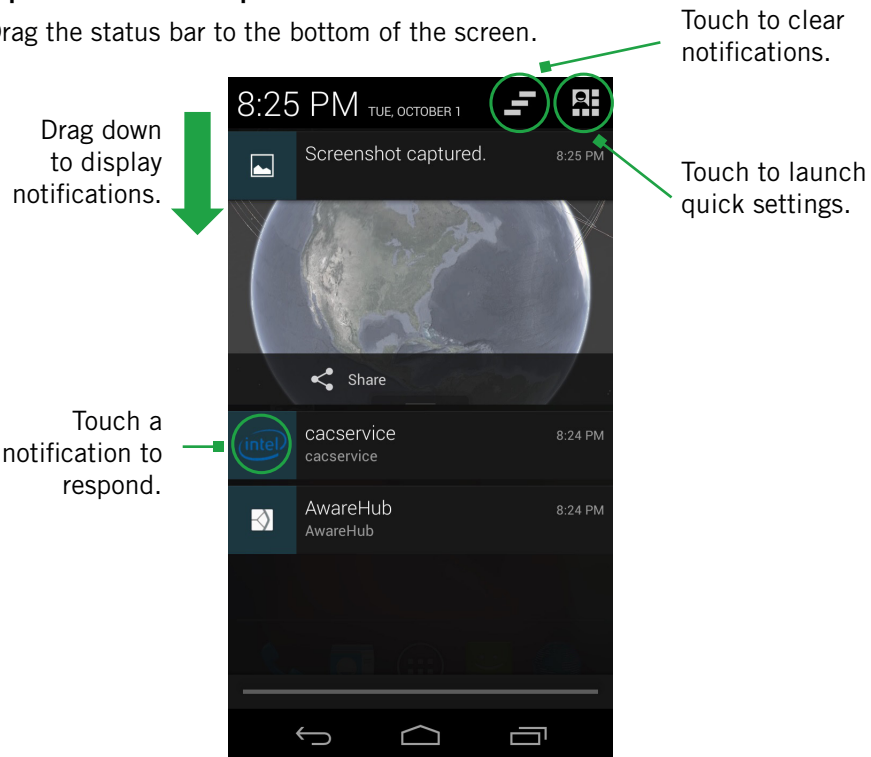 Drag the status bar to the bottom of the screen.
Touch to clear
notifications.
8:25 PM TUE, OCTOBER 1
Drag down
to display
notifications.
Screenshot captured. 8:25 PM
Touch to launch
quick settings.
Share
Touch a
notification to
respond.
intel
cacservice 8:24 PM
cacservice
AwareHub 8:24 PM
AwareHub